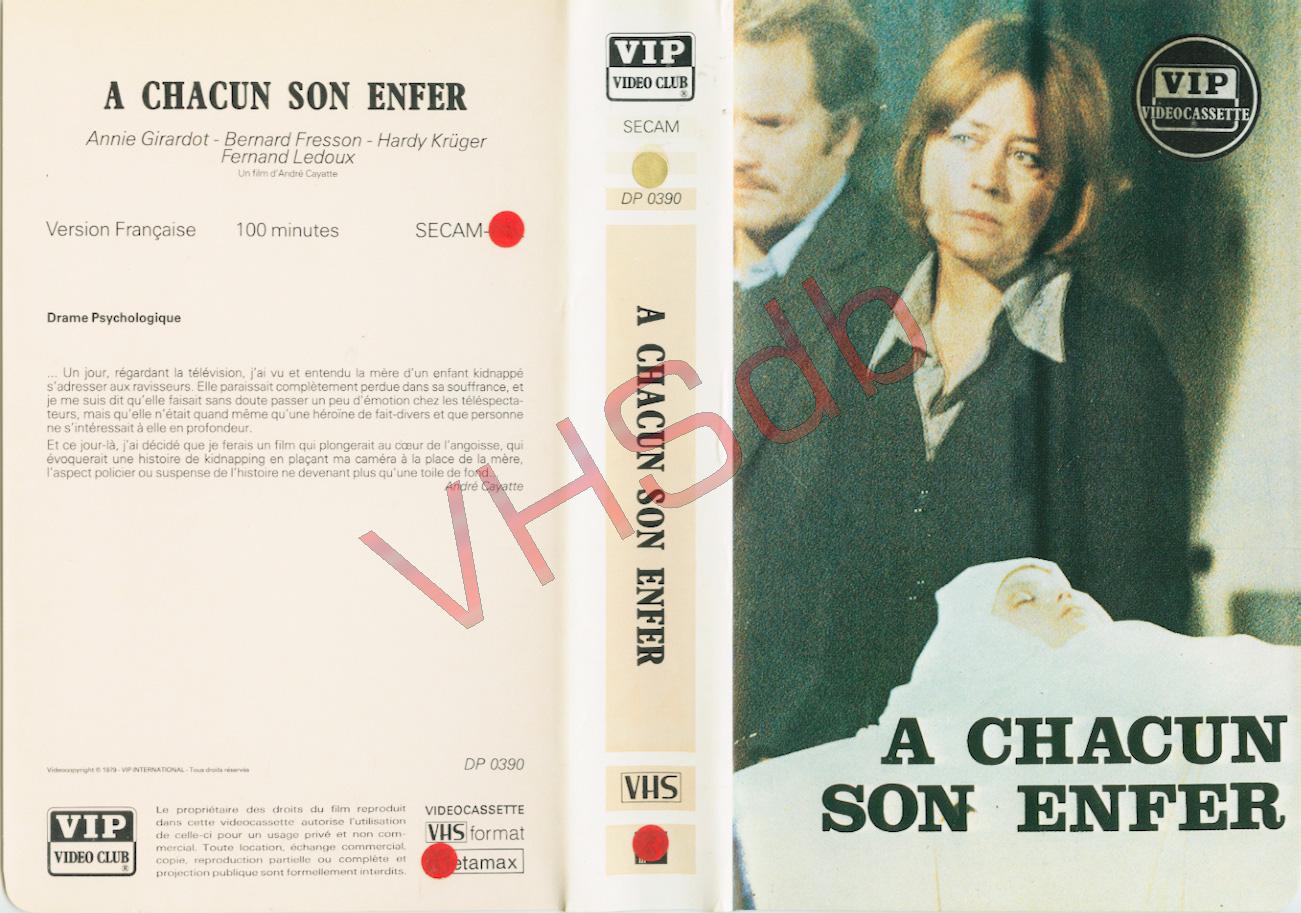 A CHACUN SON ENFER
Annie Girardot - Bernard Fresson - Hardy Krüger
Fernand Ledoux
Un film d'André Cayatte
Version Française 100 minutes SECAM-
Drame Psychologique
... Un jour, régardant la télévision, j'ai vu et entendu la mère d'un enfant kidnappé
s'adresser aux ravisseurs. Elle paraissait complètement perdue dans sa souffrance, et
je me suis dit qu'elle faisait sans doute passer un peu d'émotion chez les téléspecta-
teurs, mais qu'elle n'était quand même qu'une héroïne de fait-divers et que personne
ne s'intéressait à elle en profondeur.
Et ce jour-là, j'ai décidé que je ferais un film qui plongerait au cœur de l'angoisse, qui
évoquerait une histoire de kidnapping en plaçant ma caméra à la place de la mère,
l'aspect policier ou suspense de l'histoire ne devenant plus qu'une toile de fond...
André Cayatte
DP 0390
Videocopyright © 1979 - VIP INTERNATIONAL - Tous droits réservés
VIP
VIDEO CLUB
®
Le propriétaire des droits du film reproduit
dans cette videocassette autorise l'utilisation
de celle-ci pour un usage privé et non com-
mercial. Toute location, échange commercial,
copie, reproduction partielle ou complète et
projection publique sont formellement interdits.
VIDEOCASSETTE
VHS format
etamax
VIP
VIDEO CLUB
®
SECAM
DP 0390
A CHACUN SON ENFER
VHS
VIP
VIDEOCASSETTE
A CHACUN
SON ENFER
VHSdb